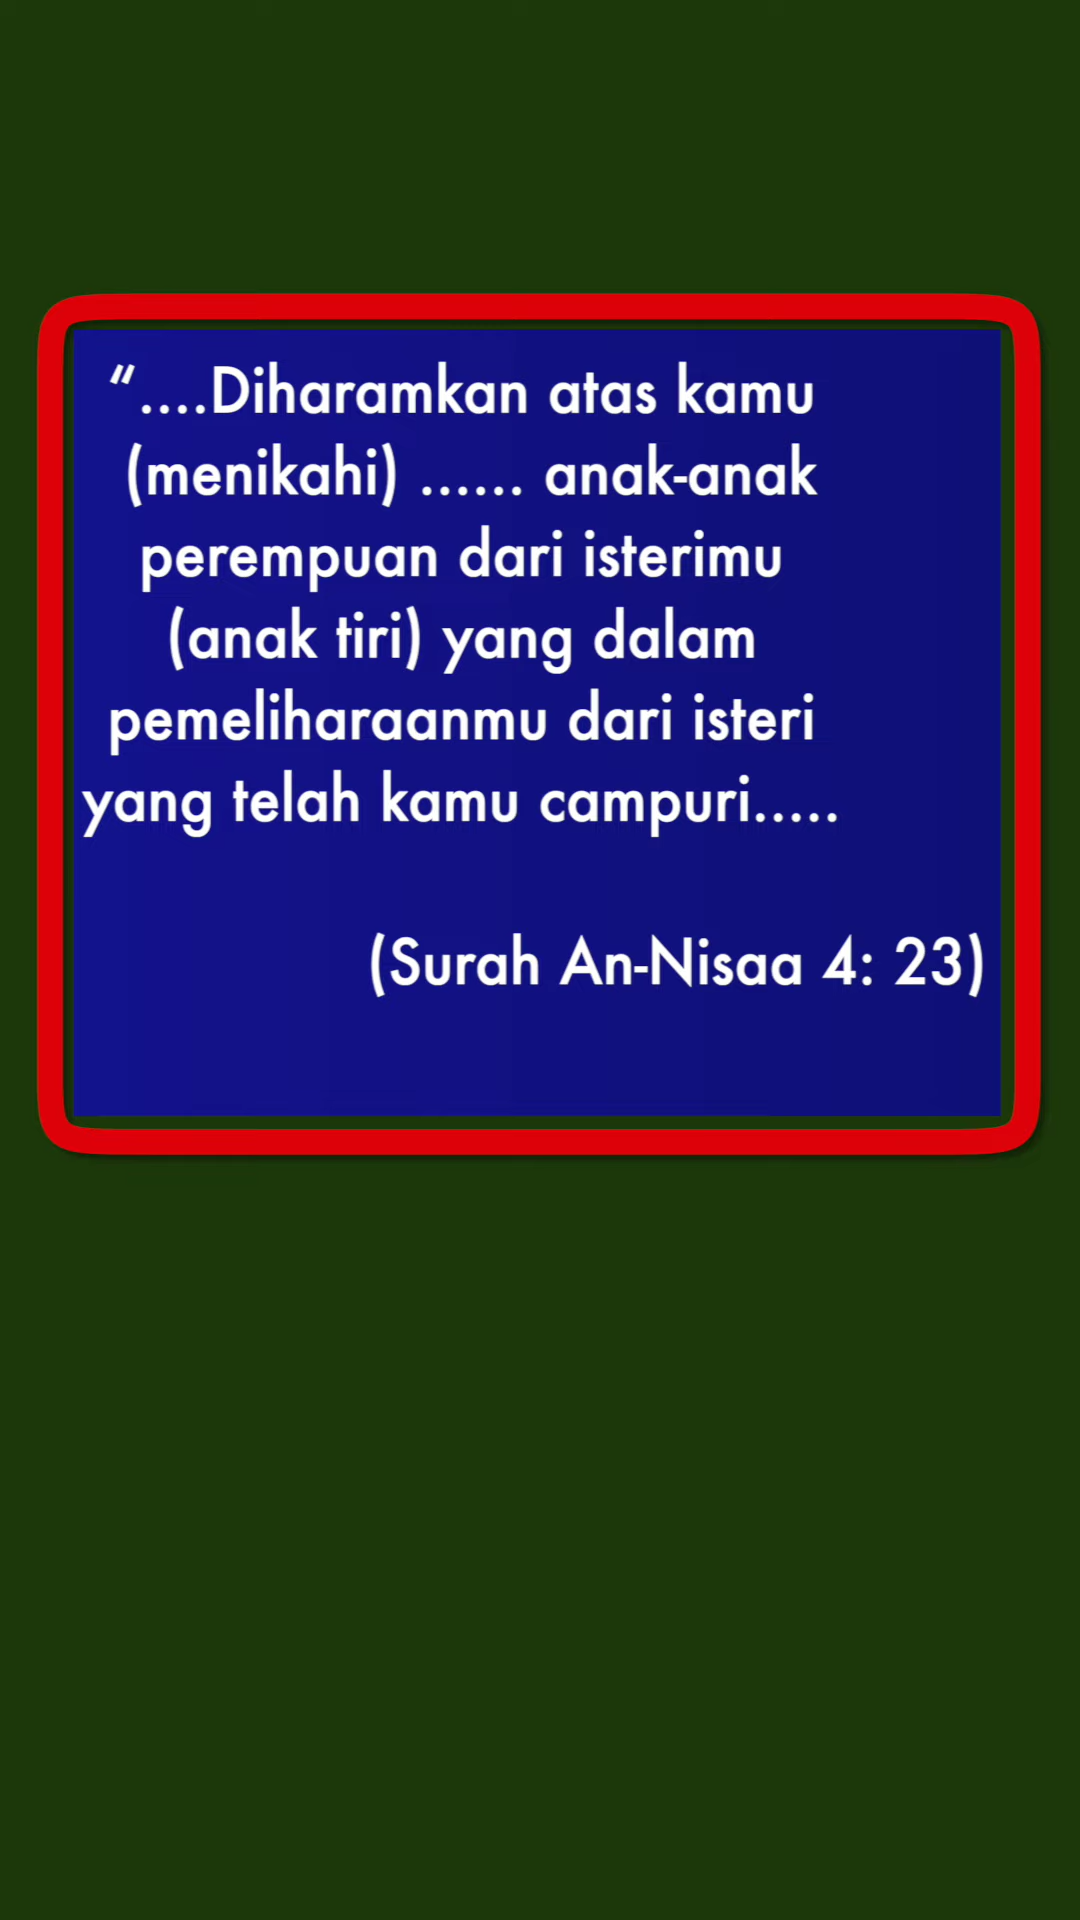 “....Diharamkan atas kamu
(menikahi) ...... anak-anak
perempuan dari isterimu
(anak tiri) yang dalam
pemeliharaanmu dari isteri
yang telah kamu campuri.....
(Surah An-Nisaa 4: 23)